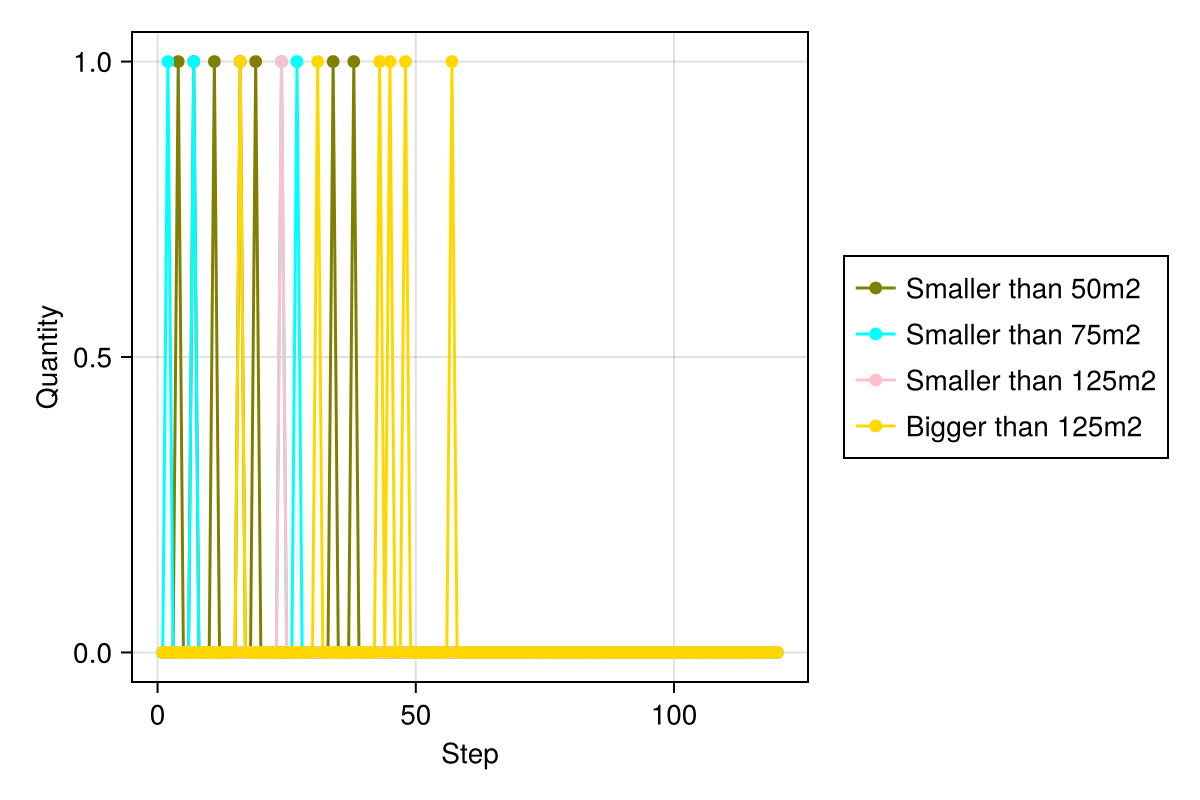 1.0
0.5
0.0
Quantity
0
50
100
Step
Smaller than 50m2
Smaller than 75m2
Smaller than 125m2
Bigger than 125m2